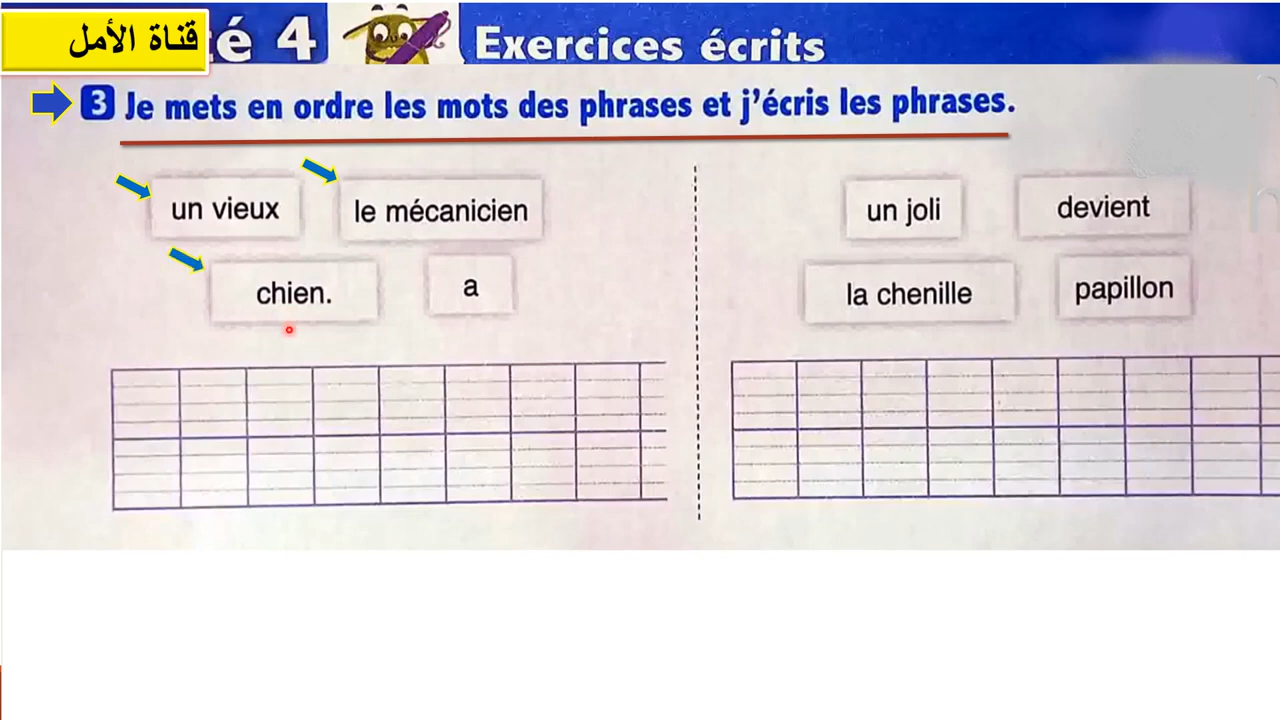 قناة الأمل
é 4 Exercices écrits
3 Je mets en ordre les mots des phrases et j'écris les phrases.
un vieux
le mécanicien
chien.
a
un joli
devient
la chenille
papillon